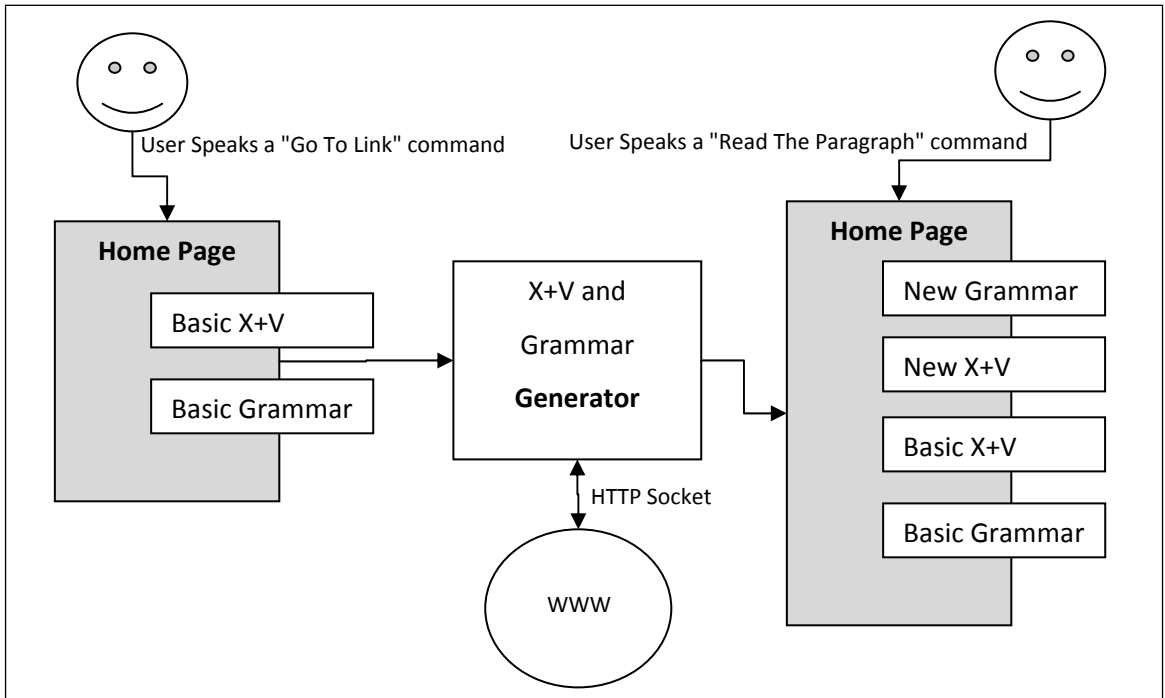 User Speaks a "Go To Link" command
User Speaks a "Read The Paragraph" command
Home Page
Basic X+V
Basic Grammar
X+V and
Grammar
Generator
HTTP Socket
WWW
Home Page
New Grammar
New X+V
Basic X+V
Basic Grammar